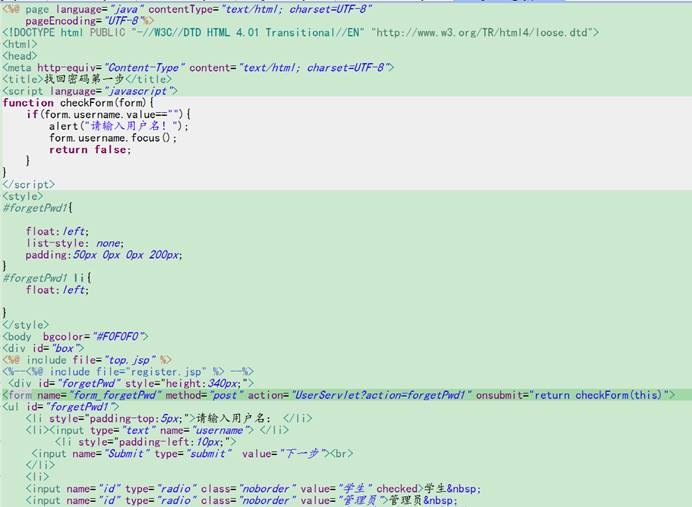 <%@ page language="java" contentType="text/html; charset=UTF-8"
    pageEncoding="UTF-8"%>
<!DOCTYPE html PUBLIC "-//W3C//DTD HTML 4.01 Transitional//EN" "http://www.w3.org/TR/html4/loose.dtd">
<html>
<head>
<meta http-equiv="Content-Type" content="text/html; charset=UTF-8">
<title>找回密码第一步</title>
<script language="javascript">
function checkForm(form){
    if(form.username.value==""){
        alert("请输入用户名！");
        form.username.focus();
        return false;
    }
}
</script>
<style>
#forgetPwd1{
    float:left;
    list-style: none;
    padding:50px 0px 0px 200px;
}
#forgetPwd1 li{
    float:left;
}
</style>
<body  bgcolor="#F0F0F0">
<div id="box">
<%@ include file="top.jsp" %>
<%--<%@ include file="register.jsp" %> --%>
 <div id="forgetPwd" style="height:340px;">
<form name="form_forgetPwd" method="post" action="UserServlet?action=forgetPwd1" onsubmit="return checkForm(this)">
<ul id="forgetPwd1">
    <li style="padding-top:5px;">请输入用户名： </li>
    <li><input type="text" name="username"> </li>
        <li style="padding-left:10px;">
     <input name="Submit" type="submit"  value="下一步"><br>
    </li>
    <li>
    <input name="id" type="radio" class="noborder" value="学生" checked>学生&nbsp;
    <input name="id" type="radio" class="noborder" value="管理员">管理员&nbsp;